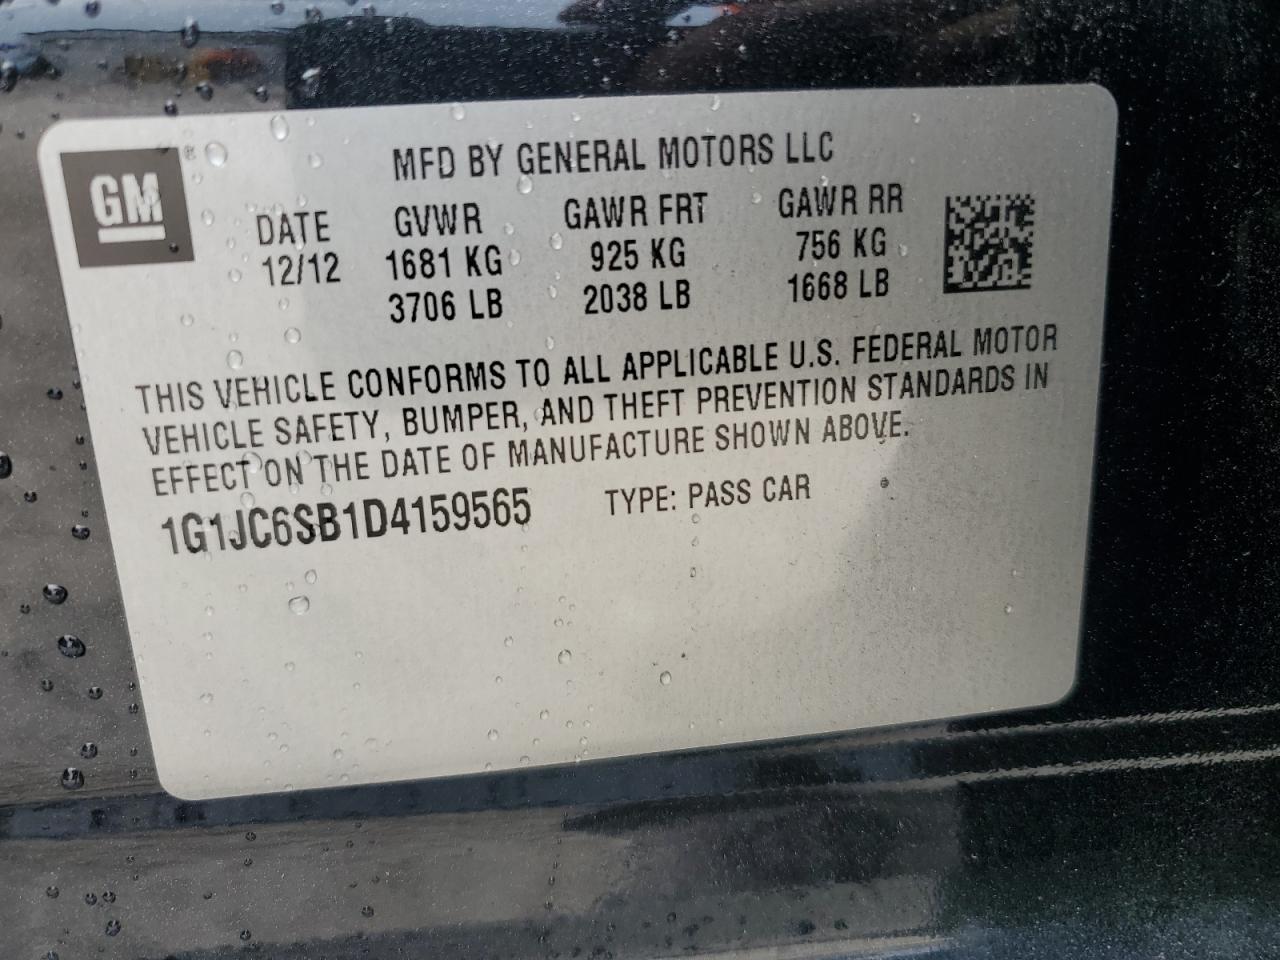 GM ®
MFD BY GENERAL MOTORS LLC
DATE GVWR GAWR FRT GAWR RR
12/12 1681 KG 925 KG 756 KG
3706 LB 2038 LB 1668 LB
THIS VEHICLE CONFORMS TO ALL APPLICABLE U.S. FEDERAL MOTOR
VEHICLE SAFETY, BUMPER, AND THEFT PREVENTION STANDARDS IN
EFFECT ON THE DATE OF MANUFACTURE SHOWN ABOVE.
1G1JC6SB1D4159565 TYPE: PASS CAR